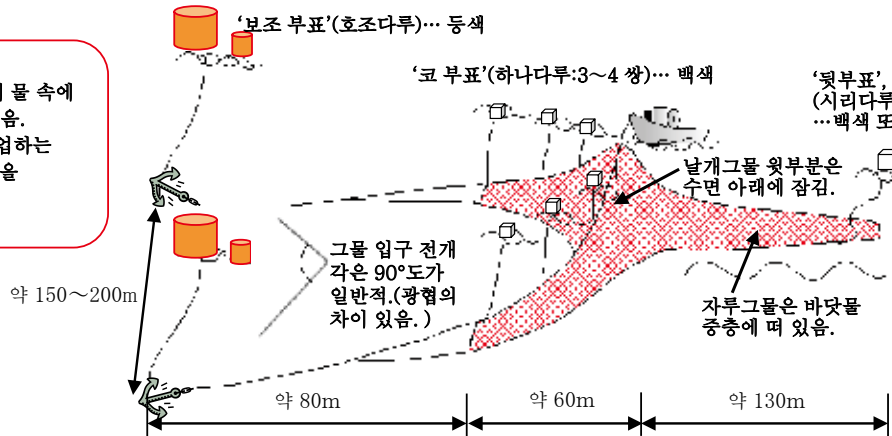 ‘보조 부표’(호조다루)… 등색
‘코 부표’(하나다루:3～4 쌍)… 백색
‘뒷부표’,
(시리다루
…백색 또
물 속에
음.
업하는
을
날개그물 윗부분은
수면 아래에 잠김.
그물 입구 전개
각은 90°도가
일반적.(광협의
차이 있음. )
약 150～200m
자루그물은 바닷물
중층에 떠 있음.
약 80m
약 60m
약 130m